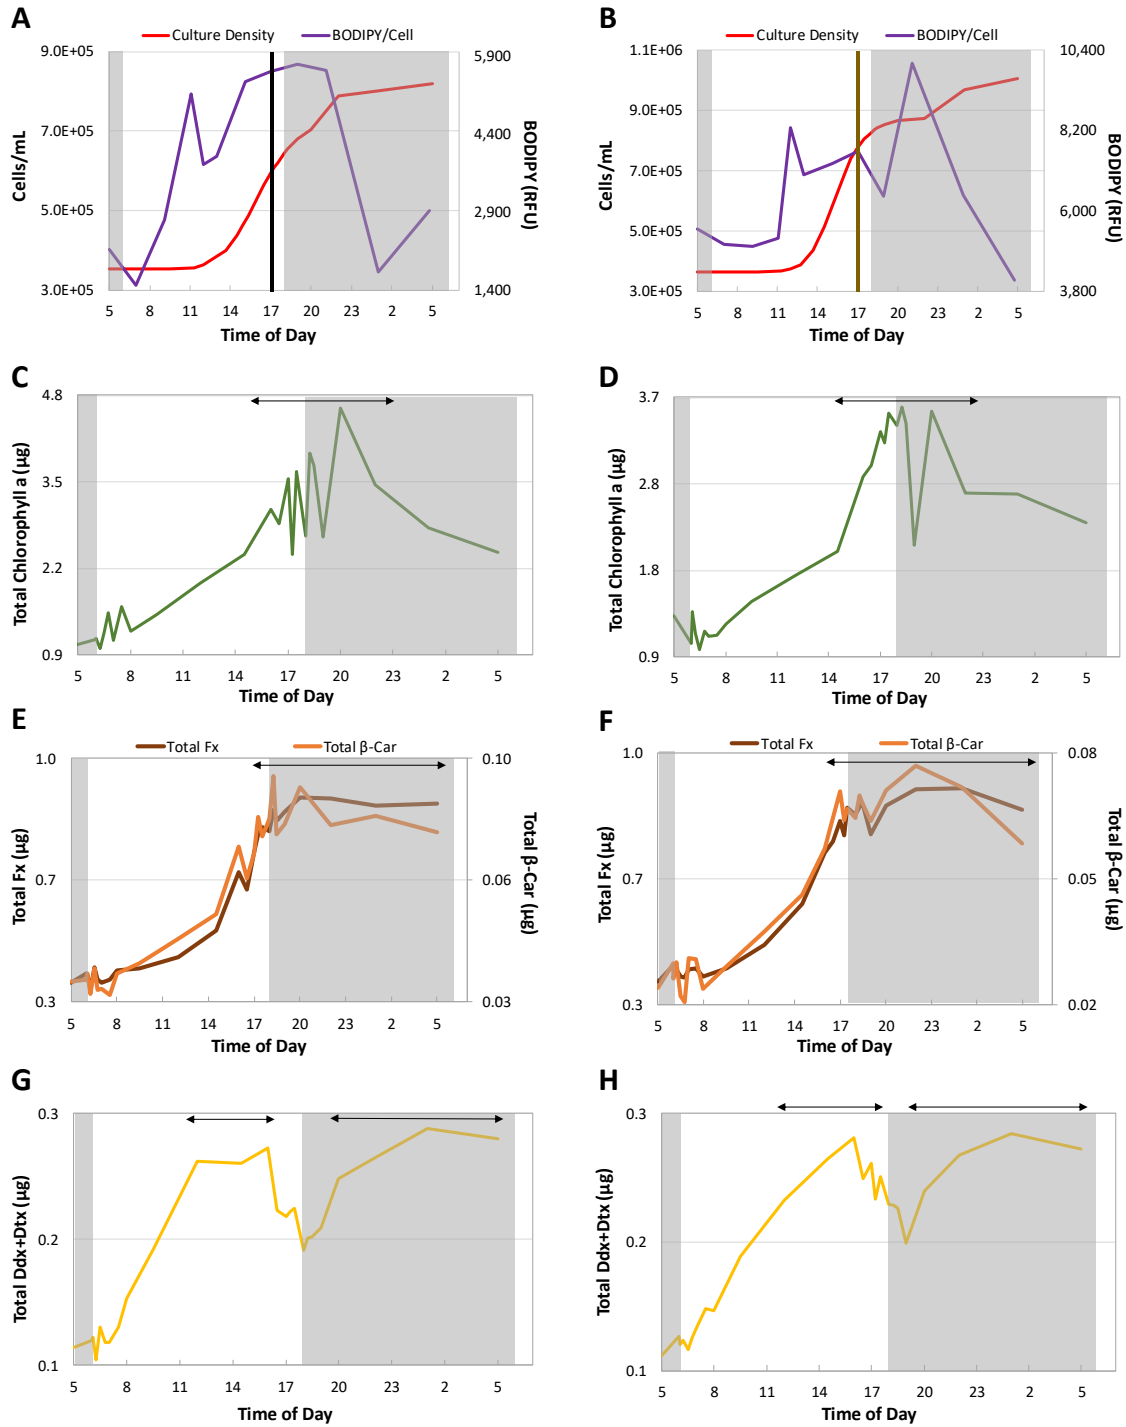 A
Culture Density BODIPY/Cell
9.0E+05
7.0E+05
5.0E+05
3.0E+05
Cells/mL
5,900
4,400
2,900
1,400
BODIPY (RFU)
5 8 11 14 17 20 23 2 5
Time of Day
B
Culture Density BODIPY/Cell
1.1E+06
9.0E+05
7.0E+05
5.0E+05
3.0E+05
Cells/mL
10,400
8,200
6,000
3,800
BODIPY (RFU)
5 8 11 14 17 20 23 2 5
Time of Day
C
4.8
3.5
2.2
0.9
Total Chlorophyll a (µg)
5 8 11 14 17 20 23 2 5
Time of Day
D
3.7
2.8
1.8
0.9
Total Chlorophyll a (µg)
5 8 11 14 17 20 23 2 5
Time of Day
E
Total Fx Total β-Car
1.0
0.7
0.3
Total Fx (µg)
0.10
0.06
0.03
Total β-Car (µg)
5 8 11 14 17 20 23 2 5
Time of Day
F
Total Fx Total β-Car
1.0
0.7
0.3
Total Fx (µg)
0.08
0.05
0.02
Total β-Car (µg)
5 8 11 14 17 20 23 2 5
Time of Day
G
0.3
0.2
0.1
Total Ddx+Dtx (µg)
5 8 11 14 17 20 23 2 5
Time of Day
H
0.3
0.2
0.1
Total Ddx+Dtx (µg)
5 8 11 14 17 20 23 2 5
Time of Day